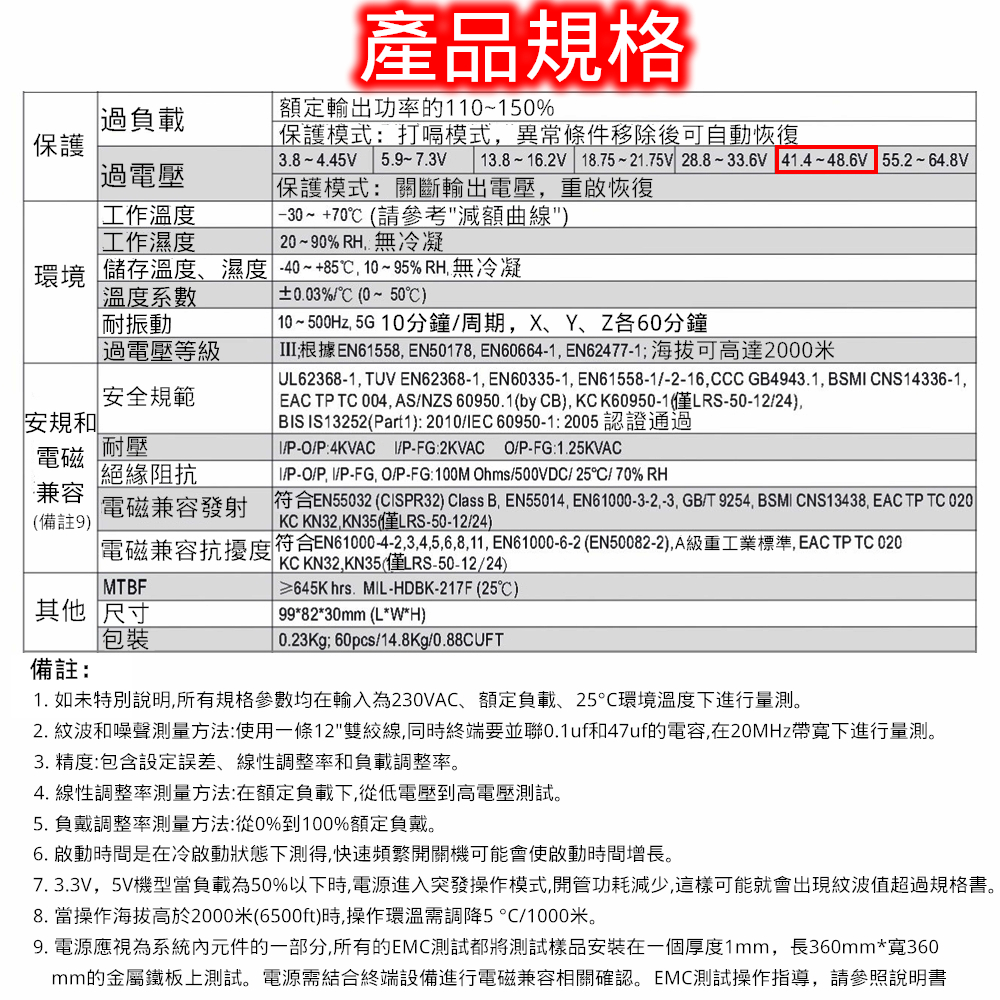 產品規格
保護
過負載
額定輸出功率的110~150%
保護模式：打嗝模式，異常條件移除後可自動恢復
過電壓
3.8 ~ 4.45V 5.9~ 7.3V 13.8 ~ 16.2V 18.75 ~ 21.75V 28.8 ~ 33.6V 41.4 ~ 48.6V 55.2 ~ 64.8V
保護模式：關斷輸出電壓，重啟恢復
環境
工作溫度 -30 ~ +70℃ (請參考"減額曲線")
工作濕度 20 ~ 90% RH, 無冷凝
儲存溫度、濕度 -40 ~ +85℃, 10 ~ 95% RH,無冷凝
溫度系數 ±0.03%/℃ (0 ~ 50℃)
耐振動 10 ~ 500Hz, 5G 10分鐘/周期，X、Y、Z各60分鐘
過電壓等級 III;根據EN61558, EN50178, EN60664-1, EN62477-1; 海拔可高達2000米
安規和
電磁
兼容
(備註9)
安全規範
UL62368-1, TUV EN62368-1, EN60335-1, EN61558-1/-2-16,CCC GB4943.1, BSMI CNS14336-1,
EAC TP TC 004, AS/NZS 60950.1(by CB), KC K60950-1(僅LRS-50-12/24),
BIS IS13252(Part1): 2010/IEC 60950-1: 2005 認證通過
耐壓 I/P-O/P:4KVAC I/P-FG:2KVAC O/P-FG:1.25KVAC
絕緣阻抗 I/P-O/P, I/P-FG, O/P-FG:100M Ohms/500VDC/ 25℃/ 70% RH
電磁兼容發射 符合EN55032 (CISPR32) Class B, EN55014, EN61000-3-2,-3, GB/T 9254, BSMI CNS13438, EAC TP TC 020
KC KN32,KN35(僅LRS-50-12/24)
電磁兼容抗擾度 符合EN61000-4-2,3,4,5,6,8,11, EN61000-6-2 (EN50082-2),A級重工業標準, EAC TP TC 020
KC KN32,KN35(僅LRS-50-12/24)
其他
MTBF ≥645K hrs. MIL-HDBK-217F (25℃)
尺寸 99*82*30mm (L*W*H)
包裝 0.23Kg; 60pcs/14.8Kg/0.88CUFT
備註：
1. 如未特別說明,所有規格參數均在輸入為230VAC、額定負載、25°C環境溫度下進行量測。
2. 紋波和噪聲測量方法:使用一條12"雙絞線,同時終端要並聯0.1uf和47uf的電容,在20MHz帶寬下進行量測。
3. 精度:包含設定誤差、線性調整率和負載調整率。
4. 線性調整率測量方法:在額定負載下,從低電壓到高電壓測試。
5. 負戴調整率測量方法:從0%到100%額定負戴。
6. 啟動時間是在冷啟動狀態下測得,快速頻繁開關機可能會使啟動時間增長。
7. 3.3V，5V機型當負載為50%以下時,電源進入突發操作模式,開管功耗減少,這樣可能就會出現紋波值超過規格書。
8. 當操作海拔高於2000米(6500ft)時,操作環溫需調降5 °C/1000米。
9. 電源應視為系統內元件的一部分,所有的EMC測試都將測試樣品安裝在一個厚度1mm，長360mm*寬360
mm的金屬鐵板上測試。電源需結合終端設備進行電磁兼容相關確認。EMC測試操作指導，請參照說明書